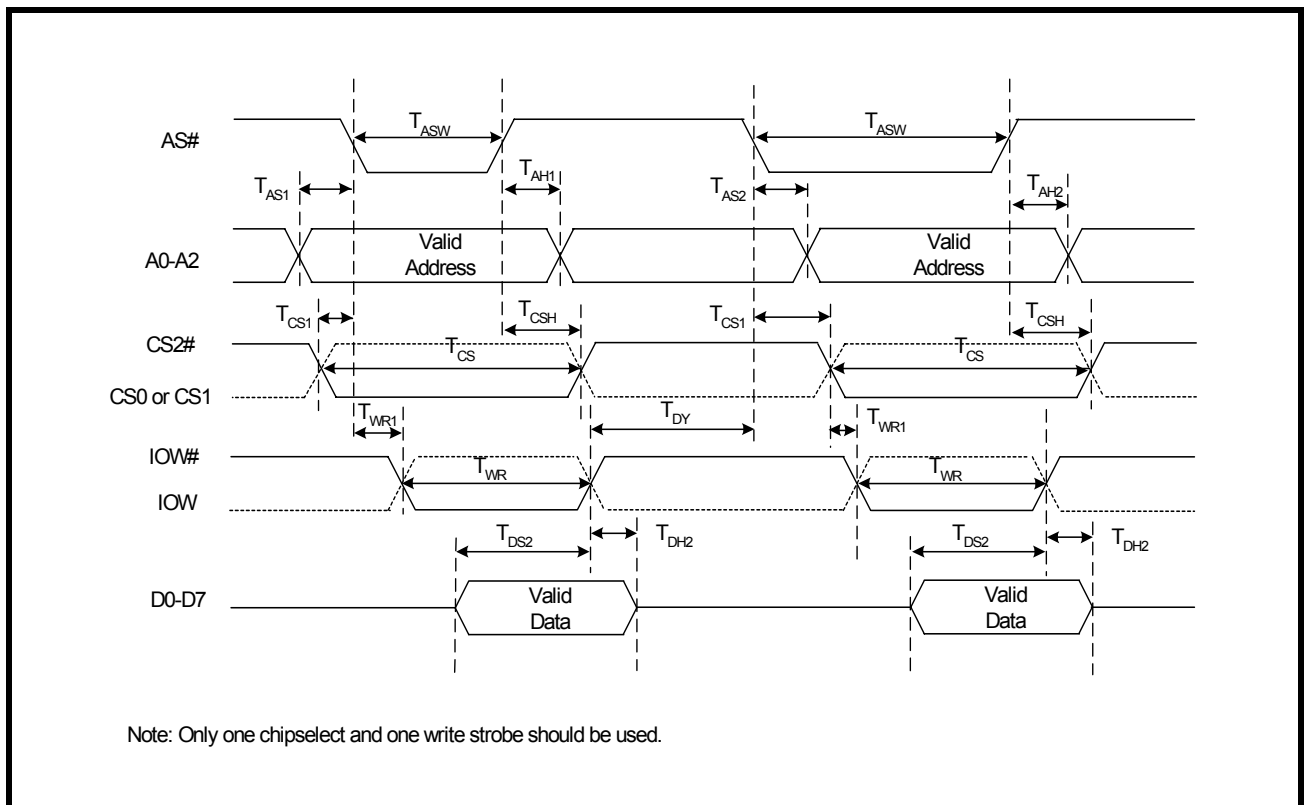 AS#
TASW
TASW
TAS1
TAH1
TAS2
TAH2
A0-A2
Valid
Address
Valid
Address
TCS1
TCSH
TCS1
TCSH
CS2#
TCS
TCS
CS0 or CS1
TWR1
TDY
TWR1
IOW#
TWR
TWR
IOW
TDS2
TDH2
TDS2
TDH2
D0-D7
Valid
Data
Valid
Data
Note: Only one chipselect and one write strobe should be used.